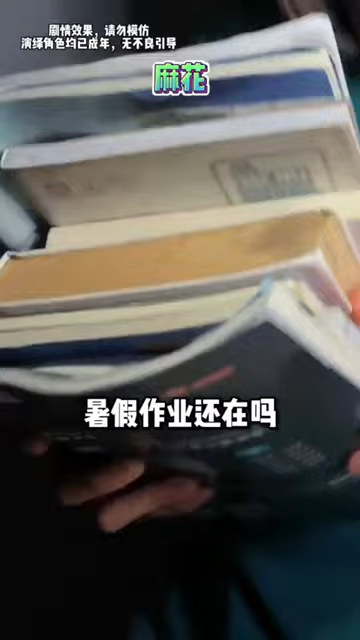 剧情效果，请勿模仿
演绎角色均已成年，无不良引导
麻花
暑假作业还在吗